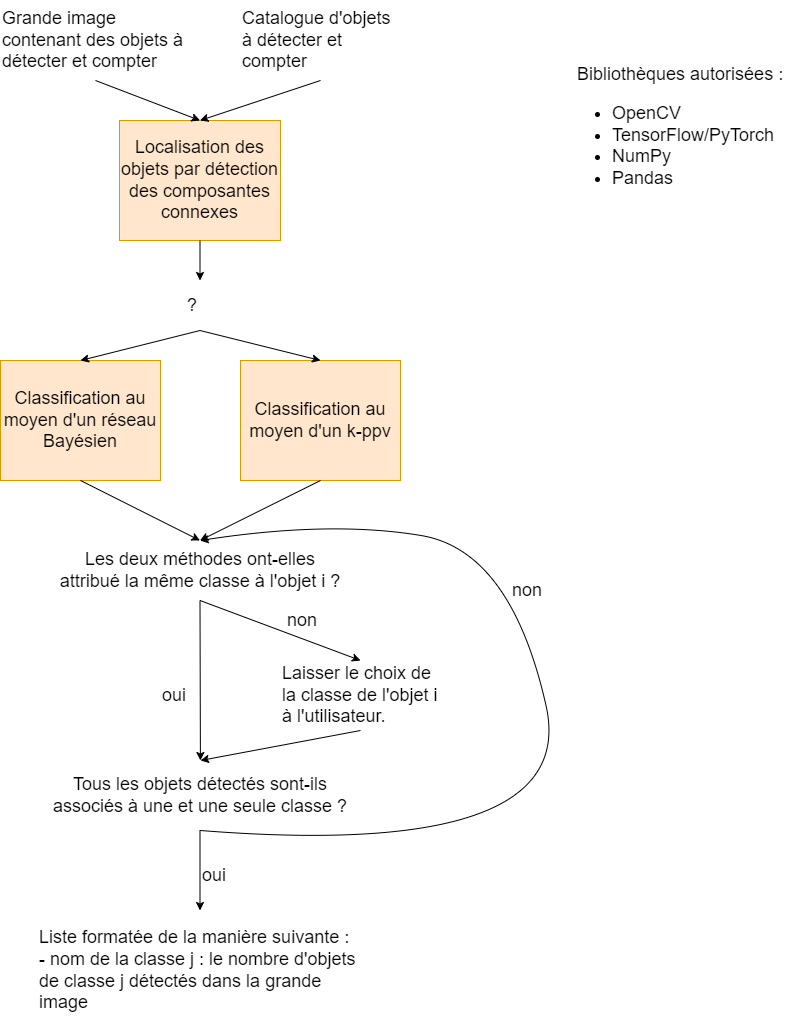 Grande image
contenant des objets à
détecter et compter
Catalogue d'objets
à détecter et
compter
Bibliothèques autorisées :
• OpenCV
• TensorFlow/PyTorch
• NumPy
• Pandas
Localisation des
objets par détection
des composantes
connexes
?
Classification au
moyen d'un réseau
Bayésien
Classification au
moyen d'un k-ppv
Les deux méthodes ont-elles
attribué la même classe à l'objet i ?
non
non
Laisser le choix de
la classe de l'objet i
à l'utilisateur.
oui
Tous les objets détectés sont-ils
associés à une et une seule classe ?
oui
Liste formatée de la manière suivante :
- nom de la classe j : le nombre d'objets
de classe j détectés dans la grande
image